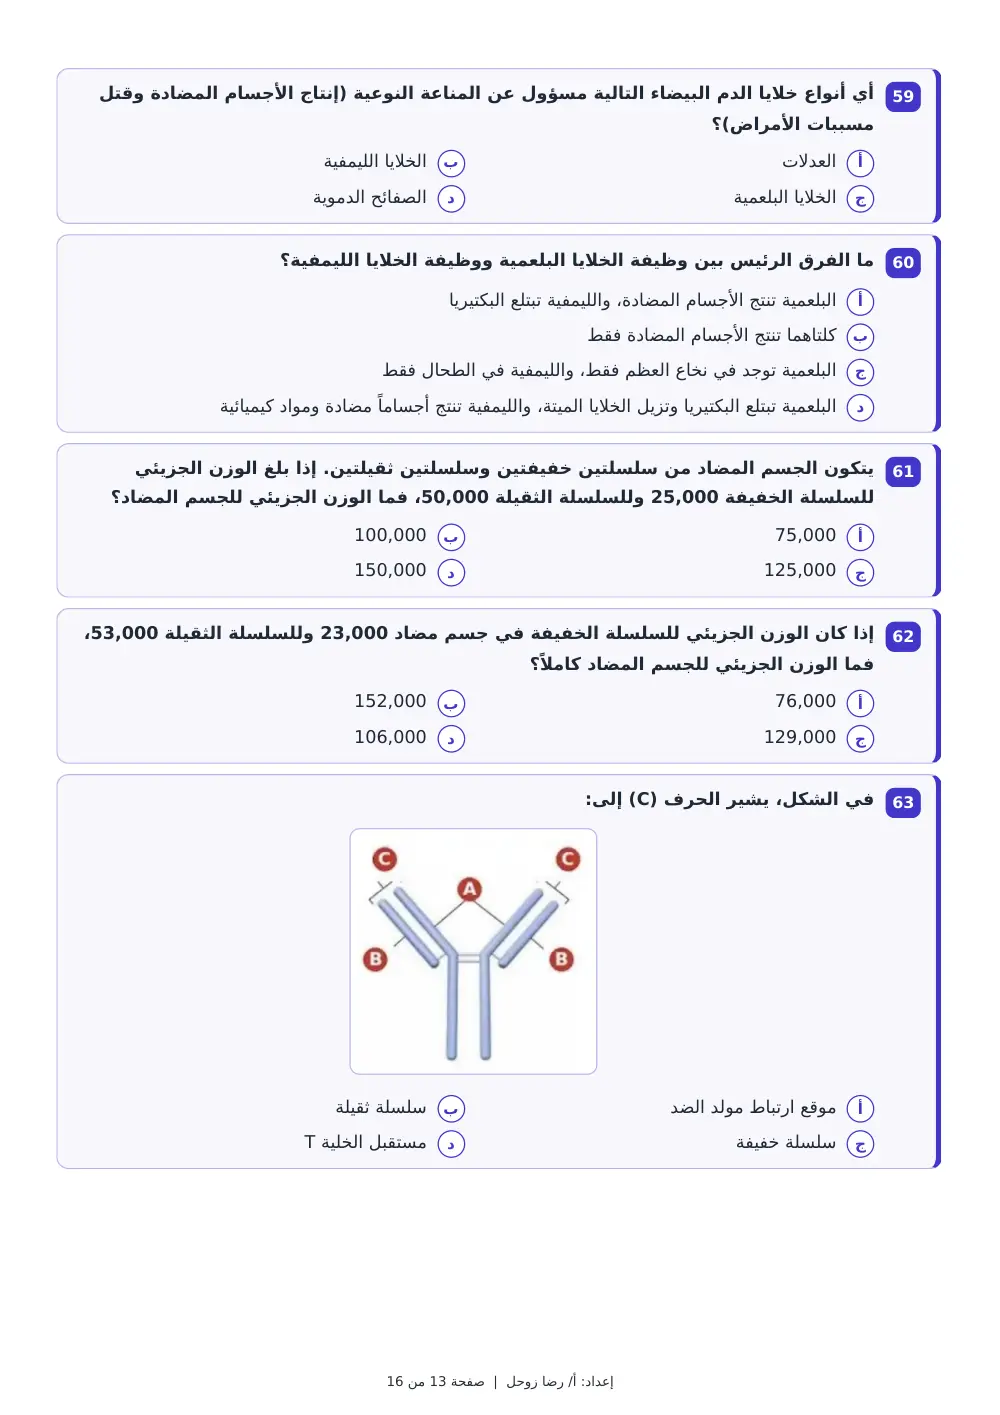 59
أي أنواع خلايا الدم البيضاء التالية مسؤول عن المناعة النوعية (إنتاج الأجسام المضادة وقتل
مسببات الأمراض)؟
أ العدلات
ب الخلايا الليمفية
ج الخلايا البلعمية
د الصفائح الدموية
60
ما الفرق الرئيس بين وظيفة الخلايا البلعمية ووظيفة الخلايا الليمفية؟
أ البلعمية تنتج الأجسام المضادة، والليمفية تبتلع البكتيريا
ب كلتاهما تنتج الأجسام المضادة فقط
ج البلعمية توجد في نخاع العظم فقط، والليمفية في الطحال فقط
د البلعمية تبتلع البكتيريا وتزيل الخلايا الميتة، والليمفية تنتج أجساماً مضادة ومواد كيميائية
61
يتكون الجسم المضاد من سلسلتين خفيفتين وسلسلتين ثقيلتين. إذا بلغ الوزن الجزيئي
للسلسلة الخفيفة 25,000 وللسلسلة الثقيلة 50,000، فما الوزن الجزيئي للجسم المضاد؟
أ 75,000
ب 100,000
ج 125,000
د 150,000
62
إذا كان الوزن الجزيئي للسلسلة الخفيفة في جسم مضاد 23,000 وللسلسلة الثقيلة 53,000،
فما الوزن الجزيئي للجسم المضاد كاملاً؟
أ 76,000
ب 152,000
ج 129,000
د 106,000
63
في الشكل، يشير الحرف (C) إلى:
C
C
A
B
B
أ موقع ارتباط مولد الضد
ب سلسلة ثقيلة
ج سلسلة خفيفة
د مستقبل الخلية T
إعداد: أ/ رضا زوحل | صفحة 13 من 16